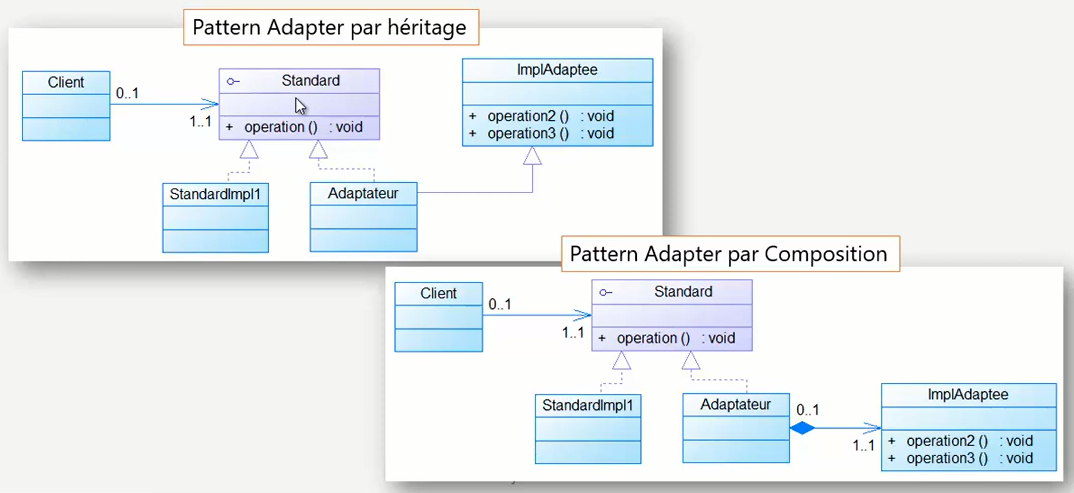 Pattern Adapter par héritage
Client
0..1
1..1
Standard
+ operation () : void
ImplAdaptee
+ operation2 () : void
+ operation3 () : void
StandardImpl1
Adaptateur
Pattern Adapter par Composition
Client
0..1
1..1
Standard
+ operation () : void
StandardImpl1
Adaptateur
0..1
1..1
ImplAdaptee
+ operation2 () : void
+ operation3 () : void